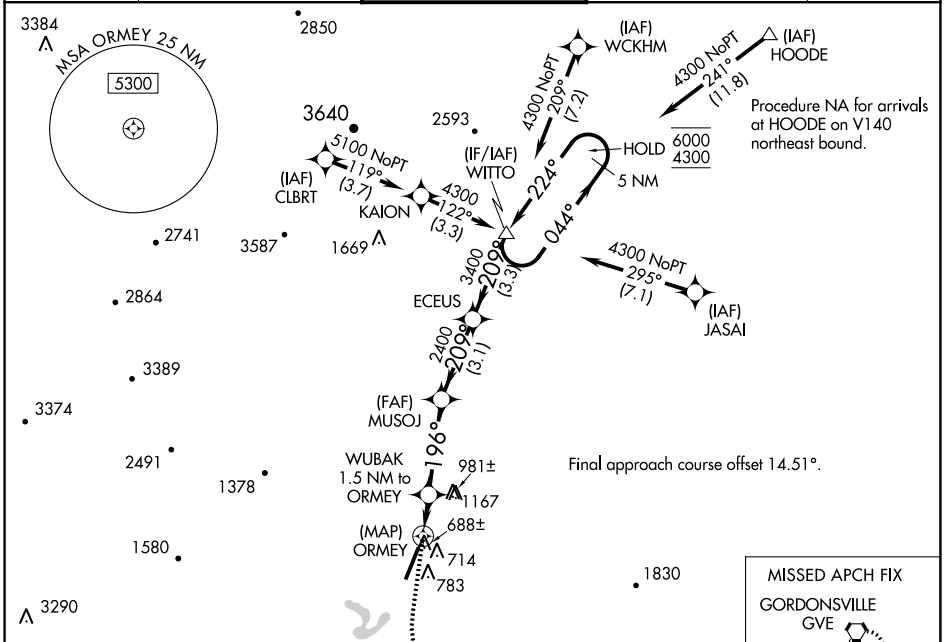 3384
2850
MSA ORMEY 25 NM
5300
(IAF)
WCKHM
(IAF)
HOODE
4300 NoPT
241°
(11.8)
4300 NoPT
209°
(7.2)
Procedure NA for arrivals
at HOODE on V140
northeast bound.
3640
2593
(IF/IAF)
WITTO
HOLD
6000
4300
5 NM
224°
044°
5100 NoPT
119°
(3.7)
(IAF)
CLBRT
KAION
4300
122°
(3.3)
2741
3587
1669
3400
209°
(3.3)
4300 NoPT
295°
(7.1)
(IAF)
JASAI
2864
ECEUS
2400
209°
(3.1)
3389
3374
(FAF)
MUSOJ
196°
2491
1378
WUBAK
1.5 NM to
ORMEY
981±
1167
Final approach course offset 14.51°.
(MAP)
ORMEY
688±
714
783
1580
1830
3290
MISSED APCH FIX
GORDONSVILLE
GVE